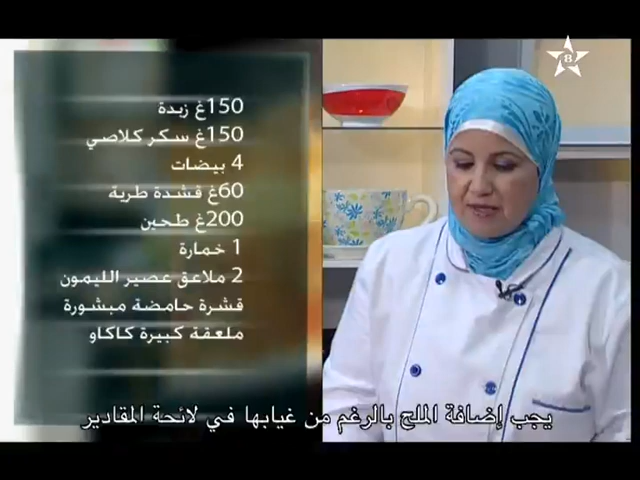 8
150غ زبدة
150غ سكر كلاصي
4 بيضات
60غ قشدة طرية
200غ طحين
1 خمارة
2 ملاعق عصير الليمون
قشرة حامضة مبشورة
ملعقة كبيرة كاكاو
يجب إضافة الملح بالرغم من غيابها في لائحة المقادير